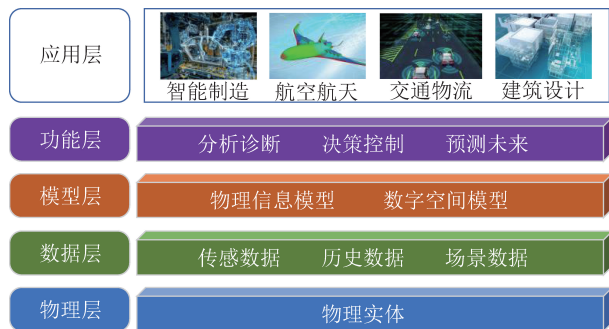 应用层
智能制造 航空航天 交通物流 建筑设计
功能层
分析诊断 决策控制 预测未来
模型层
物理信息模型 数字空间模型
数据层
传感数据 历史数据 场景数据
物理层
物理实体